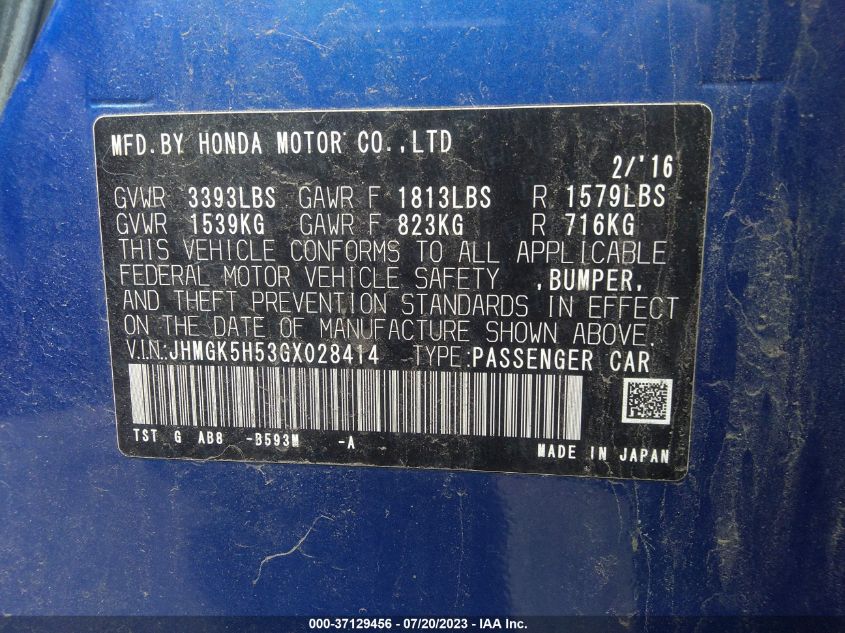 MFD.BY HONDA MOTOR CO.,LTD
2/'16
GVWR 3393LBS GAWR F 1813LBS R 1579LBS
GVWR 1539KG GAWR F 823KG R 716KG
THIS VEHICLE CONFORMS TO ALL APPLICABLE
FEDERAL MOTOR VEHICLE SAFETY ,BUMPER,
AND THEFT PREVENTION STANDARDS IN EFFECT
ON THE DATE OF MANUFACTURE SHOWN ABOVE.
V.I.N:JHMGK5H53GX028414 TYPE:PASSENGER CAR
TST G AB8 -B593M -A
MADE IN JAPAN
000-37129456 - 07/20/2023 - IAA Inc.